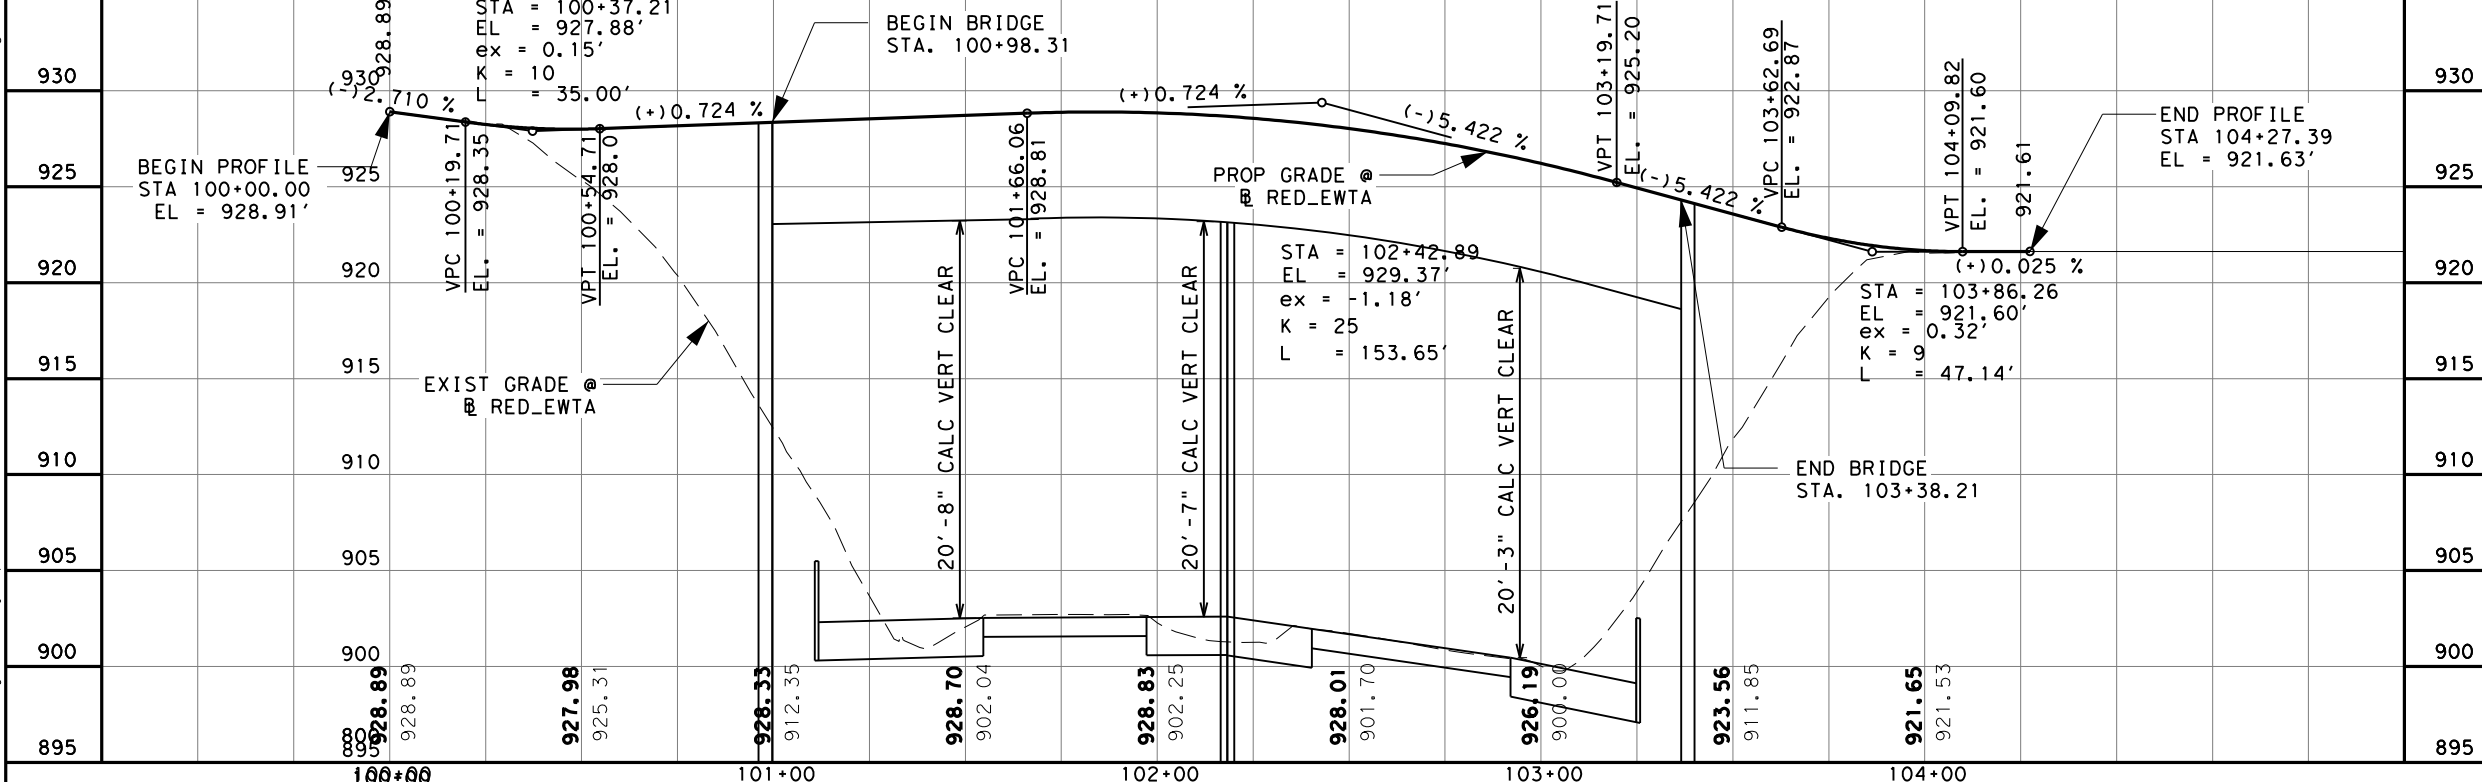 STA = 100+37.21
EL = 927.88'
ex = 0.15'
K = 10
L = 35.00'
928.89
BEGIN BRIDGE
STA. 100+98.31
930
930
930
(-)2.710 %
(+)0.724 %
(+)0.724 %
(-)5.422 %
(-)5.422 %
VPT 103+19.71
EL. = 925.20
VPC 103+62.69
EL. = 922.87
VPT 104+09.82
EL. = 921.60
921.61
END PROFILE
STA 104+27.39
EL = 921.63'
BEGIN PROFILE
STA 100+00.00
EL = 928.91'
VPC 100+19.71
EL. = 928.35
VPT 100+54.71
EL. = 928.0
VPC 101+66.06
EL. = 928.81
PROP GRADE @
BL RED_EWTA
925
925
925
920
920
920
(+)0.025 %
STA = 102+42.89
EL = 929.37'
ex = -1.18'
K = 25
L = 153.65'
STA = 103+86.26
EL = 921.60'
ex = 0.32'
K = 9
L = 47.14'
20'-8" CALC VERT CLEAR
20'-7" CALC VERT CLEAR
20'-3" CALC VERT CLEAR
915
915
915
EXIST GRADE @
BL RED_EWTA
910
910
910
END BRIDGE
STA. 103+38.21
905
905
905
900
900
900
928.89
928.89
927.98
925.31
928.33
912.35
928.70
902.04
928.83
902.25
928.01
901.70
926.19
900.00
923.56
911.85
921.65
921.53
895
895
895
100+00
101+00
102+00
103+00
104+00